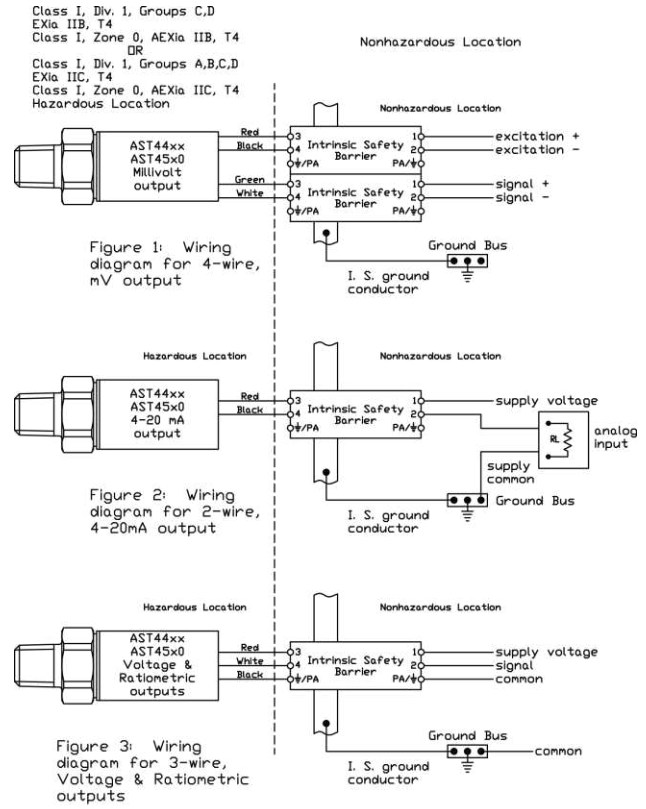 Class I, Div. 1, Groups C,D
EXia IIB, T4
Class I, Zone 0, AEXia IIB, T4
OR
Class I, Div. 1, Groups A,B,C,D
EXia IIC, T4
Class I, Zone 0, AEXia IIC, T4
Hazardous Location
Nonhazardous Location
Nonhazardous Location
AST44xx
AST45x0
Millivolt
output
Red
Black
Green
White
3
4
⏚/PA
Intrinsic Safety
Barrier
1
2
PA/⏚
excitation +
excitation -
3
4
⏚/PA
Intrinsic Safety
Barrier
1
2
PA/⏚
signal +
signal -
Figure 1: Wiring
diagram for 4-wire,
mV output
Ground Bus
I. S. ground
conductor
Hazardous Location
Nonhazardous Location
AST44xx
AST45x0
4-20 mA
output
Red
Black
3
4
⏚/PA
Intrinsic Safety
Barrier
1
2
PA/⏚
supply voltage
RL
analog
input
supply
common
Figure 2: Wiring
diagram for 2-wire,
4-20mA output
Ground Bus
I. S. ground
conductor
Hazardous Location
Nonhazardous Location
AST44xx
AST45x0
Voltage &
Ratiometric
outputs
Red
White
Black
3
4
⏚/PA
Intrinsic Safety
Barrier
1
2
PA/⏚
supply voltage
signal
common
Figure 3: Wiring
diagram for 3-wire,
Voltage & Ratiometric
outputs
Ground Bus
common
I. S. ground
conductor